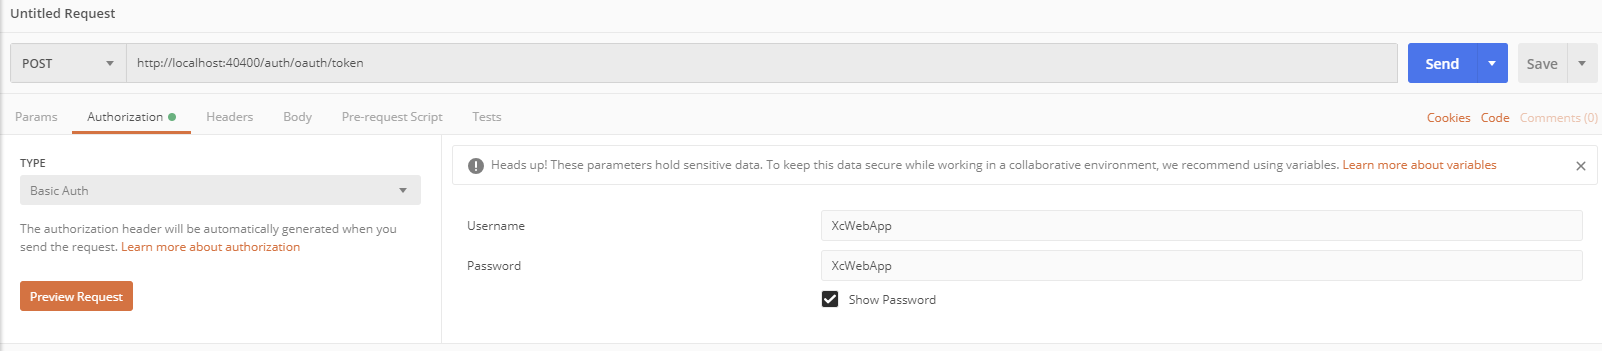 Untitled Request
POST http://localhost:40400/auth/oauth/token Send Save
Params Authorization Headers Body Pre-request Script Tests Cookies Code Comments (0)
TYPE
Basic Auth
The authorization header will be automatically generated when you
send the request. Learn more about authorization
Preview Request
Heads up! These parameters hold sensitive data. To keep this data secure while working in a collaborative environment, we recommend using variables. Learn more about variables
Username XcWebApp
Password XcWebApp
Show Password